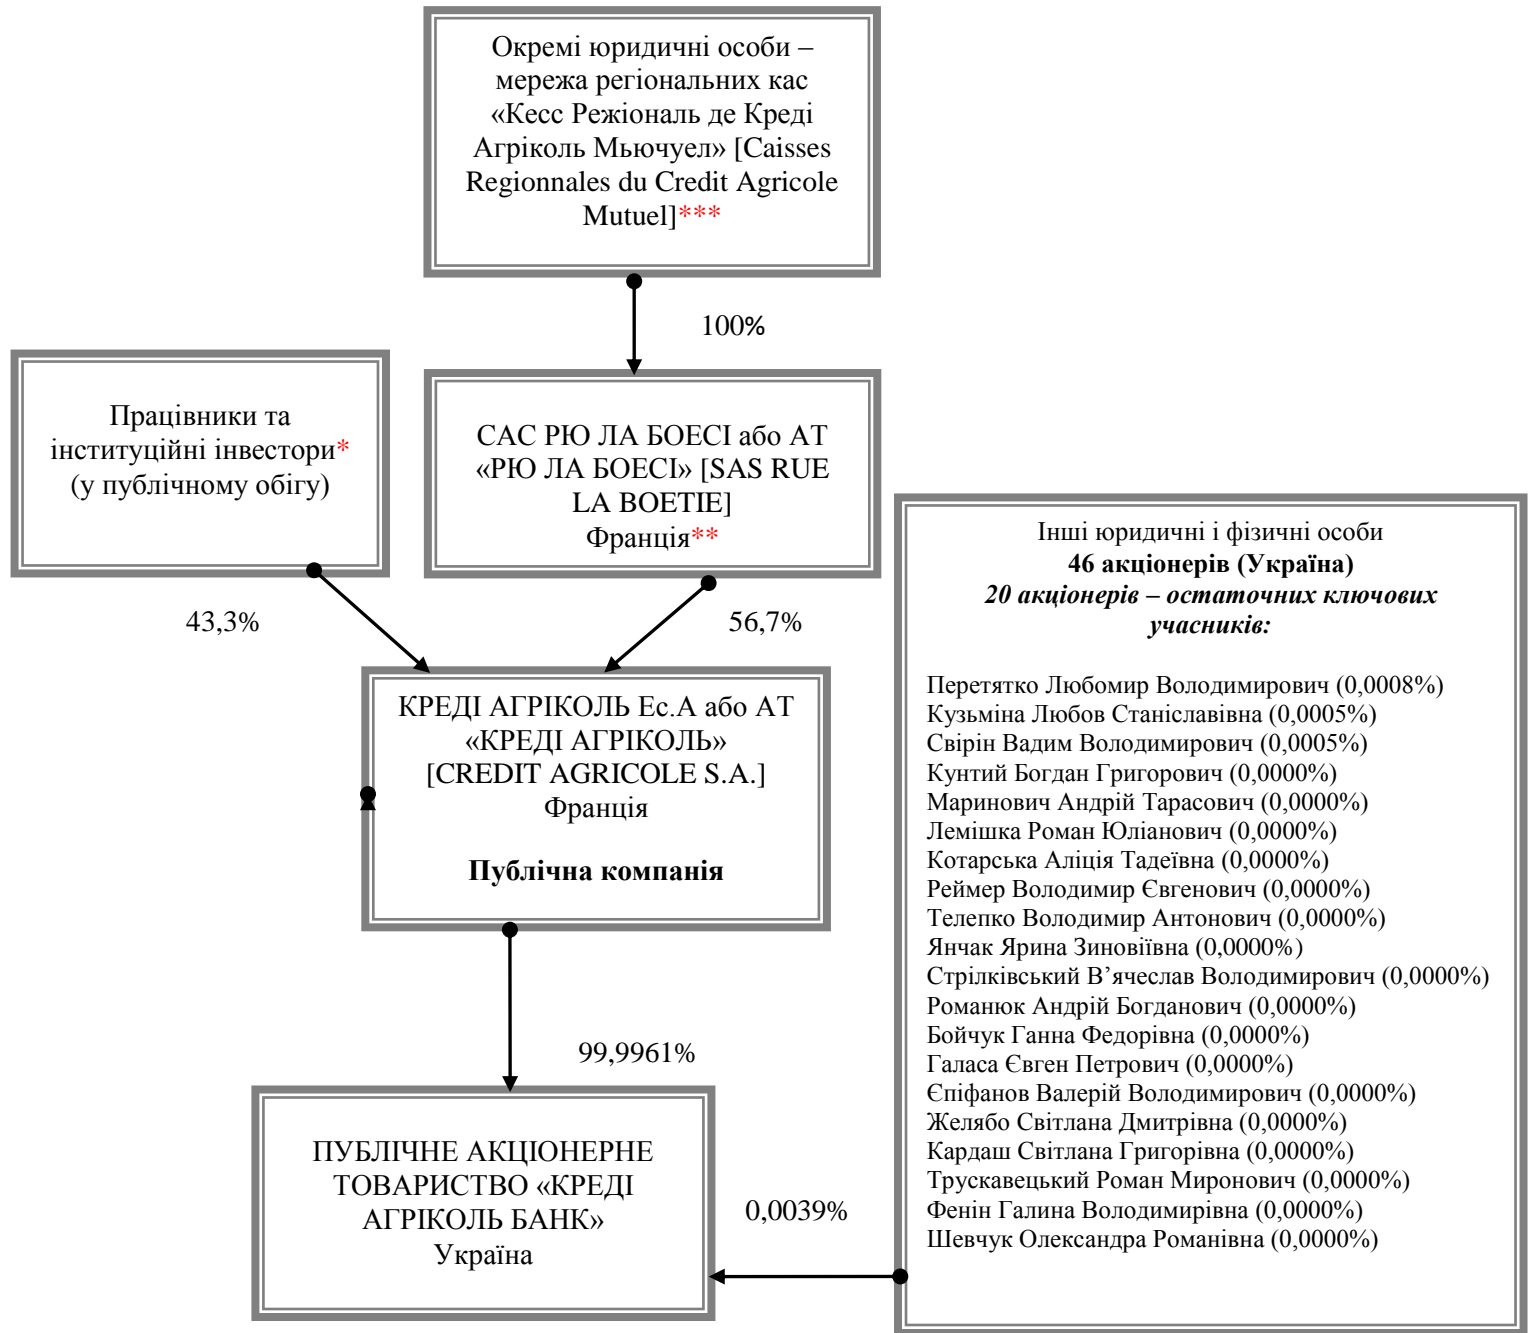 Окремі юридичні особи –
мережа регіональних кас
«Кесс Режіональ де Креді
Агріколь Мьючуел» [Caisses
Regionnales du Credit Agricole
Mutuel]***
100%
Працівники та
інституційні інвестори*
(у публічному обігу)
САС РЮ ЛА БОЕСІ або АТ
«РЮ ЛА БОЕСІ» [SAS RUE
LA BOETIE]
Франція**
43,3%
56,7%
КРЕДІ АГРІКОЛЬ Ес.А або АТ
«КРЕДІ АГРІКОЛЬ»
[CREDIT AGRICOLE S.A.]
Франція
Публічна компанія
99,9961%
ПУБЛІЧНЕ АКЦІОНЕРНЕ
ТОВАРИСТВО «КРЕДІ
АГРІКОЛЬ БАНК»
Україна
0,0039%
Інші юридичні і фізичні особи
46 акціонерів (Україна)
20 акціонерів – остаточних ключових
учасників:
Перетятко Любомир Володимирович (0,0008%)
Кузьміна Любов Станіславівна (0,0005%)
Свірін Вадим Володимирович (0,0005%)
Кунтий Богдан Григорович (0,0000%)
Маринович Андрій Тарасович (0,0000%)
Лемішка Роман Юліанович (0,0000%)
Котарська Аліція Тадеївна (0,0000%)
Реймер Володимир Євгенович (0,0000%)
Телепко Володимир Антонович (0,0000%)
Янчак Ярина Зиновіївна (0,0000%)
Стрілківський В’ячеслав Володимирович (0,0000%)
Романюк Андрій Богданович (0,0000%)
Бойчук Ганна Федорівна (0,0000%)
Галаса Євген Петрович (0,0000%)
Єпіфанов Валерій Володимирович (0,0000%)
Желябо Світлана Дмитрівна (0,0000%)
Кардаш Світлана Григорівна (0,0000%)
Трускавецький Роман Миронович (0,0000%)
Фенін Галина Володимирівна (0,0000%)
Шевчук Олександра Романівна (0,0000%)